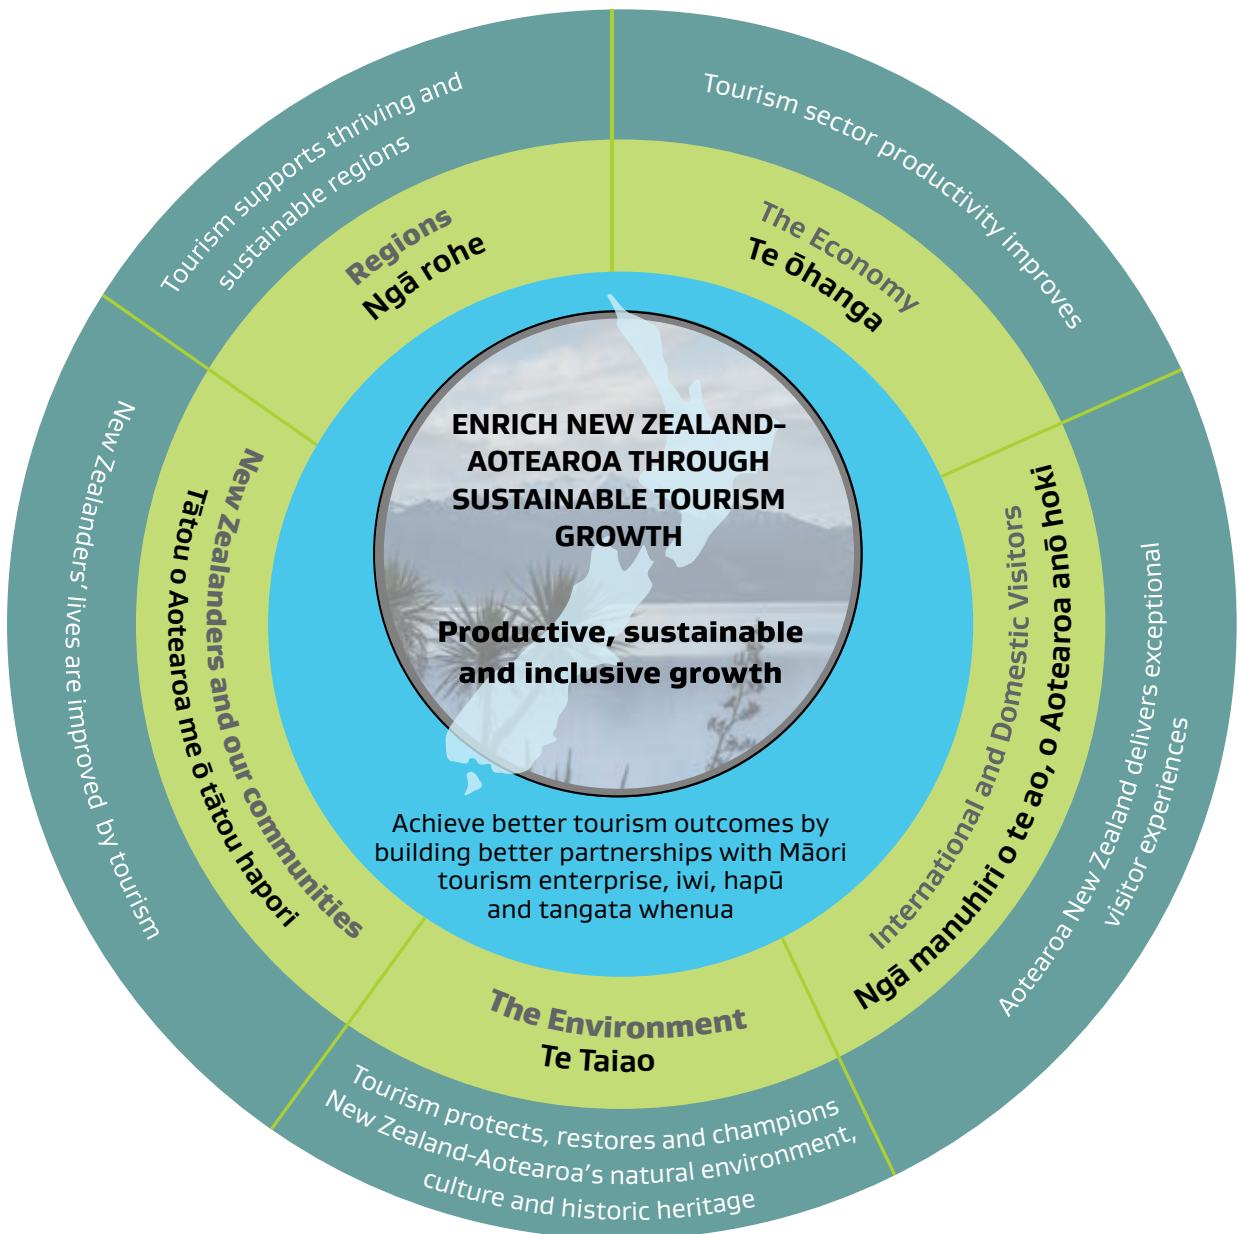 ENRICH NEW ZEALAND–
AOTEAROA THROUGH
SUSTAINABLE TOURISM
GROWTH
Productive, sustainable
and inclusive growth
Achieve better tourism outcomes by
building better partnerships with Māori
tourism enterprise, iwi, hapū
and tangata whenua
The Economy
Te ōhanga
Tourism sector productivity improves
International and Domestic Visitors
Ngā manuhiri o te ao, o Aotearoa anō hoki
Aotearoa New Zealand delivers exceptional
visitor experiences
The Environment
Te Taiao
Tourism protects, restores and champions
New Zealand–Aotearoa's natural environment,
culture and historic heritage
New Zealanders and our communities
Tātou o Aotearoa me ō tātou hapori
New Zealanders' lives are improved by tourism
Regions
Ngā rohe
Tourism supports thriving and
sustainable regions